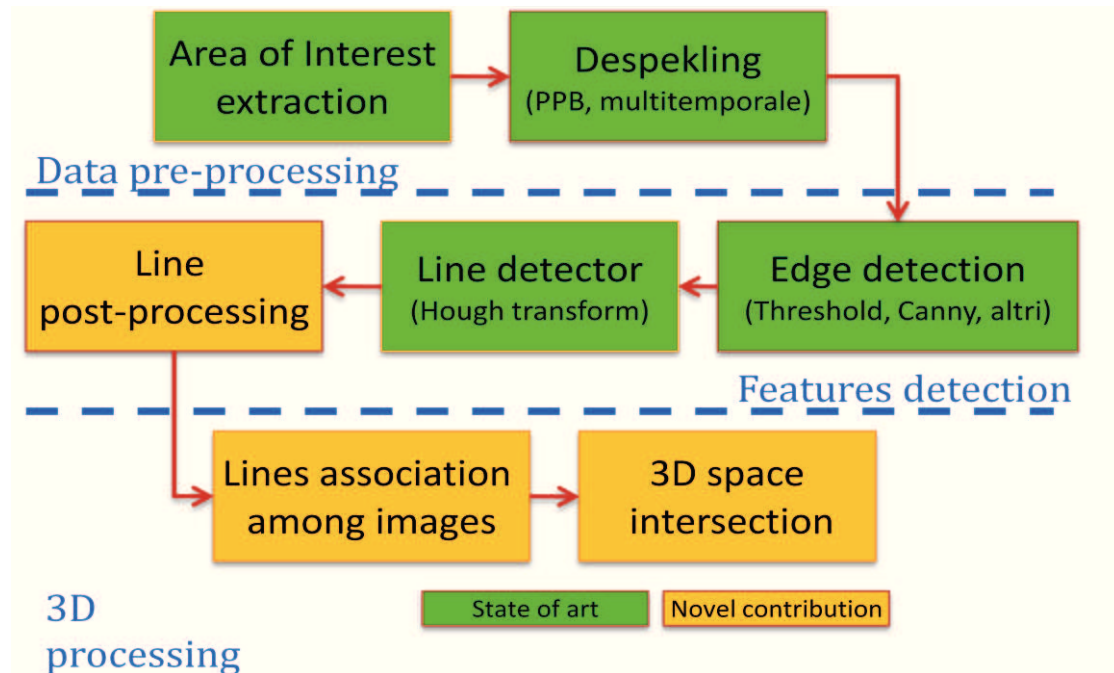 Area of Interest
extraction
Despekling
(PPB, multitemporale)
Data pre-processing
Line
post-processing
Line detector
(Hough transform)
Edge detection
(Threshold, Canny, altri)
Features detection
Lines association
among images
3D space
intersection
3D
processing
State of art
Novel contribution